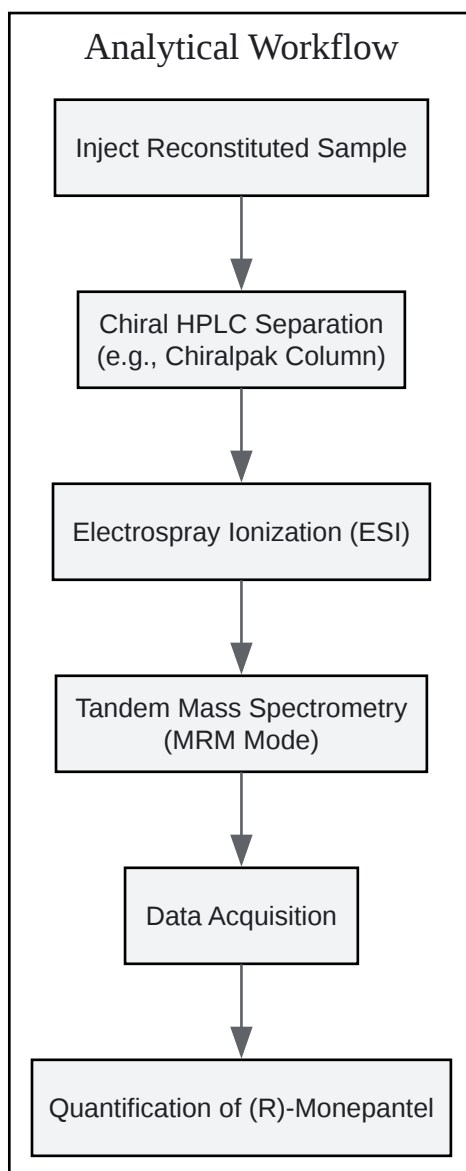 Analytical Workflow
Inject Reconstituted Sample
Chiral HPLC Separation
(e.g., Chiralpak Column)
Electrospray Ionization (ESI)
Tandem Mass Spectrometry
(MRM Mode)
Data Acquisition
Quantification of (R)-Monepantel